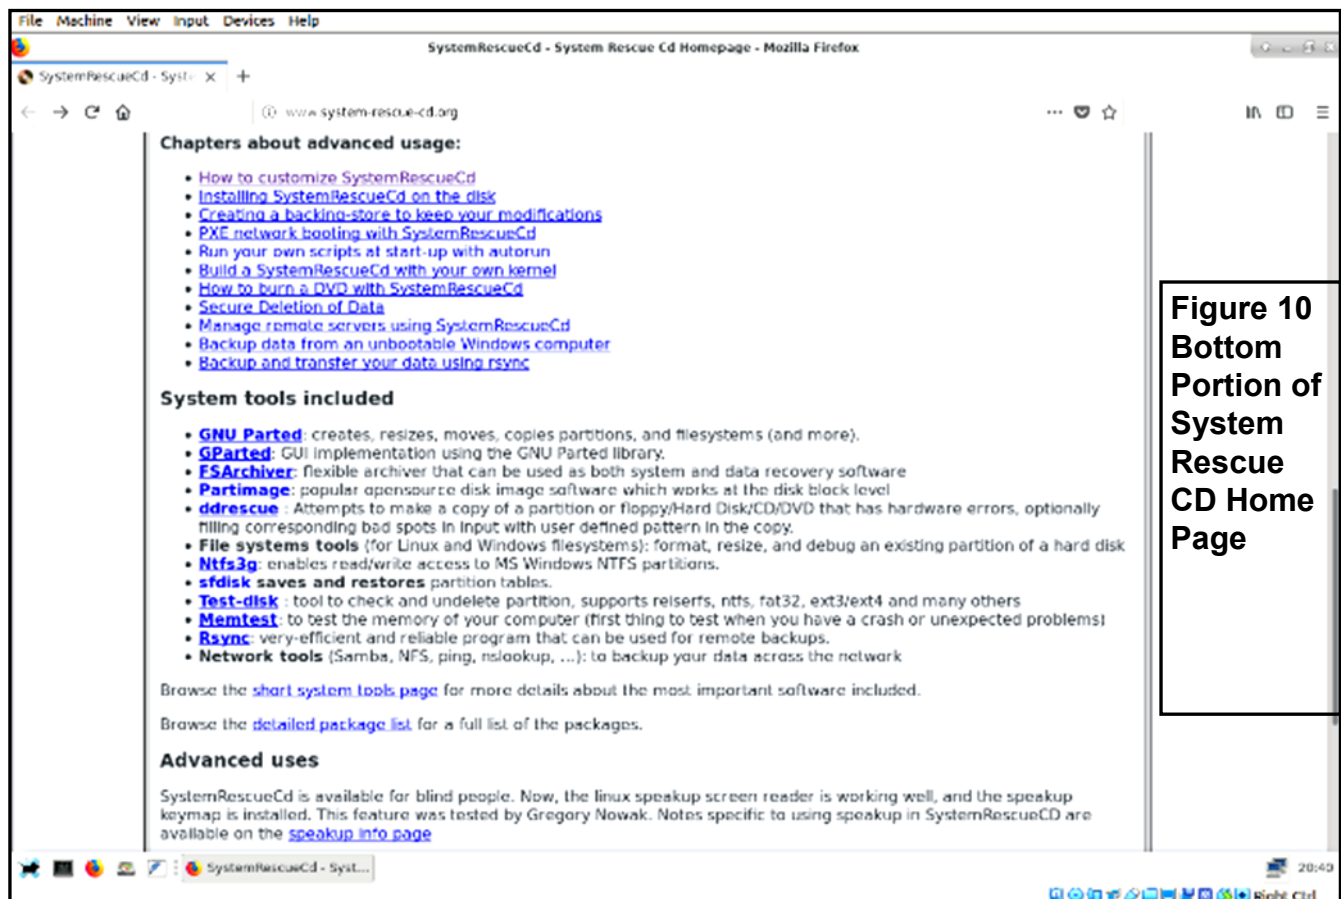 File Machine View Input Devices Help
SystemRescueCd - System Rescue Cd Homepage - Mozilla Firefox
SystemRescueCd - Syst
www.system-rescue-cd.org
Chapters about advanced usage:
• How to customize SystemRescueCd
• Installing SystemRescueCd on the disk
• Creating a backing-store to keep your modifications
• PXE network booting with SystemRescueCd
• Run your own scripts at start-up with autorun
• Build a SystemRescueCd with your own kernel
• How to burn a DVD with SystemRescueCd
• Secure Deletion of Data
• Manage remote servers using SystemRescueCd
• Backup data from an unbootable Windows computer
• Backup and transfer your data using rsync
System tools included
• GNU Parted: creates, resizes, moves, copies partitions, and filesystems (and more).
• GParted: GUI implementation using the GNU Parted library.
• FSArchiver: flexible archiver that can be used as both system and data recovery software
• Partimage: popular opensource disk image software which works at the disk block level
• ddrescue : Attempts to make a copy of a partition or floppy/Hard Disk/CD/DVD that has hardware errors, optionally
filling corresponding bad spots in input with user defined pattern in the copy.
• File systems tools (for Linux and Windows filesystems): format, resize, and debug an existing partition of a hard disk
• Ntfs3g: enables read/write access to MS Windows NTFS partitions.
• sfdisk saves and restores partition tables.
• Test-disk : tool to check and undelete partition, supports reiserfs, ntfs, fat32, ext3/ext4 and many others
• Memtest: to test the memory of your computer (first thing to test when you have a crash or unexpected problems)
• Rsync: very-efficient and reliable program that can be used for remote backups.
• Network tools (Samba, NFS, ping, nslookup, ...): to backup your data across the network
Browse the short system tools page for more details about the most important software included.
Browse the detailed package list for a full list of the packages.
Advanced uses
SystemRescueCd is available for blind people. Now, the linux speakup screen reader is working well, and the speakup
keymap is installed. This feature was tested by Gregory Nowak. Notes specific to using speakup in SystemRescueCD are
available on the speakup info page
Figure 10
Bottom
Portion of
System
Rescue
CD Home
Page
SystemRescueCd - Syst...
20:40
Right Ctrl